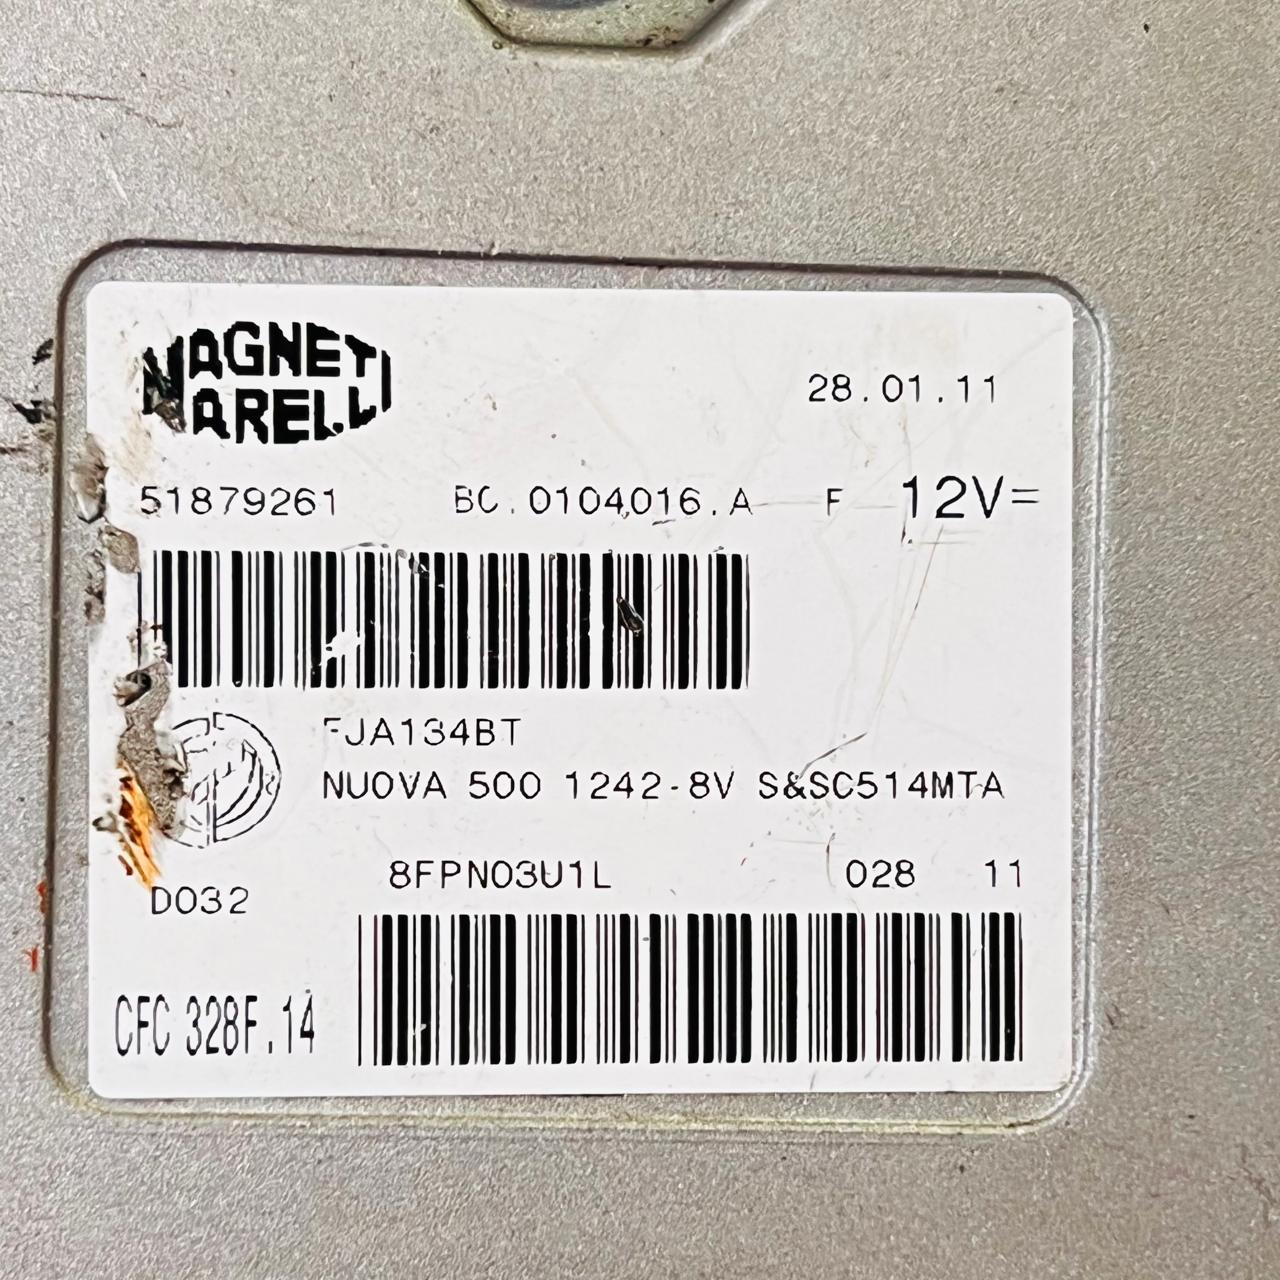 MAGNETI
MARELLI
28.01.11
51879261 BC.0104016.A F 12V=
FJA134BT
NUOVA 500 1242-8V S&SC514MTA
8FPN03U1L 028 11
D032
CFC 328F.14